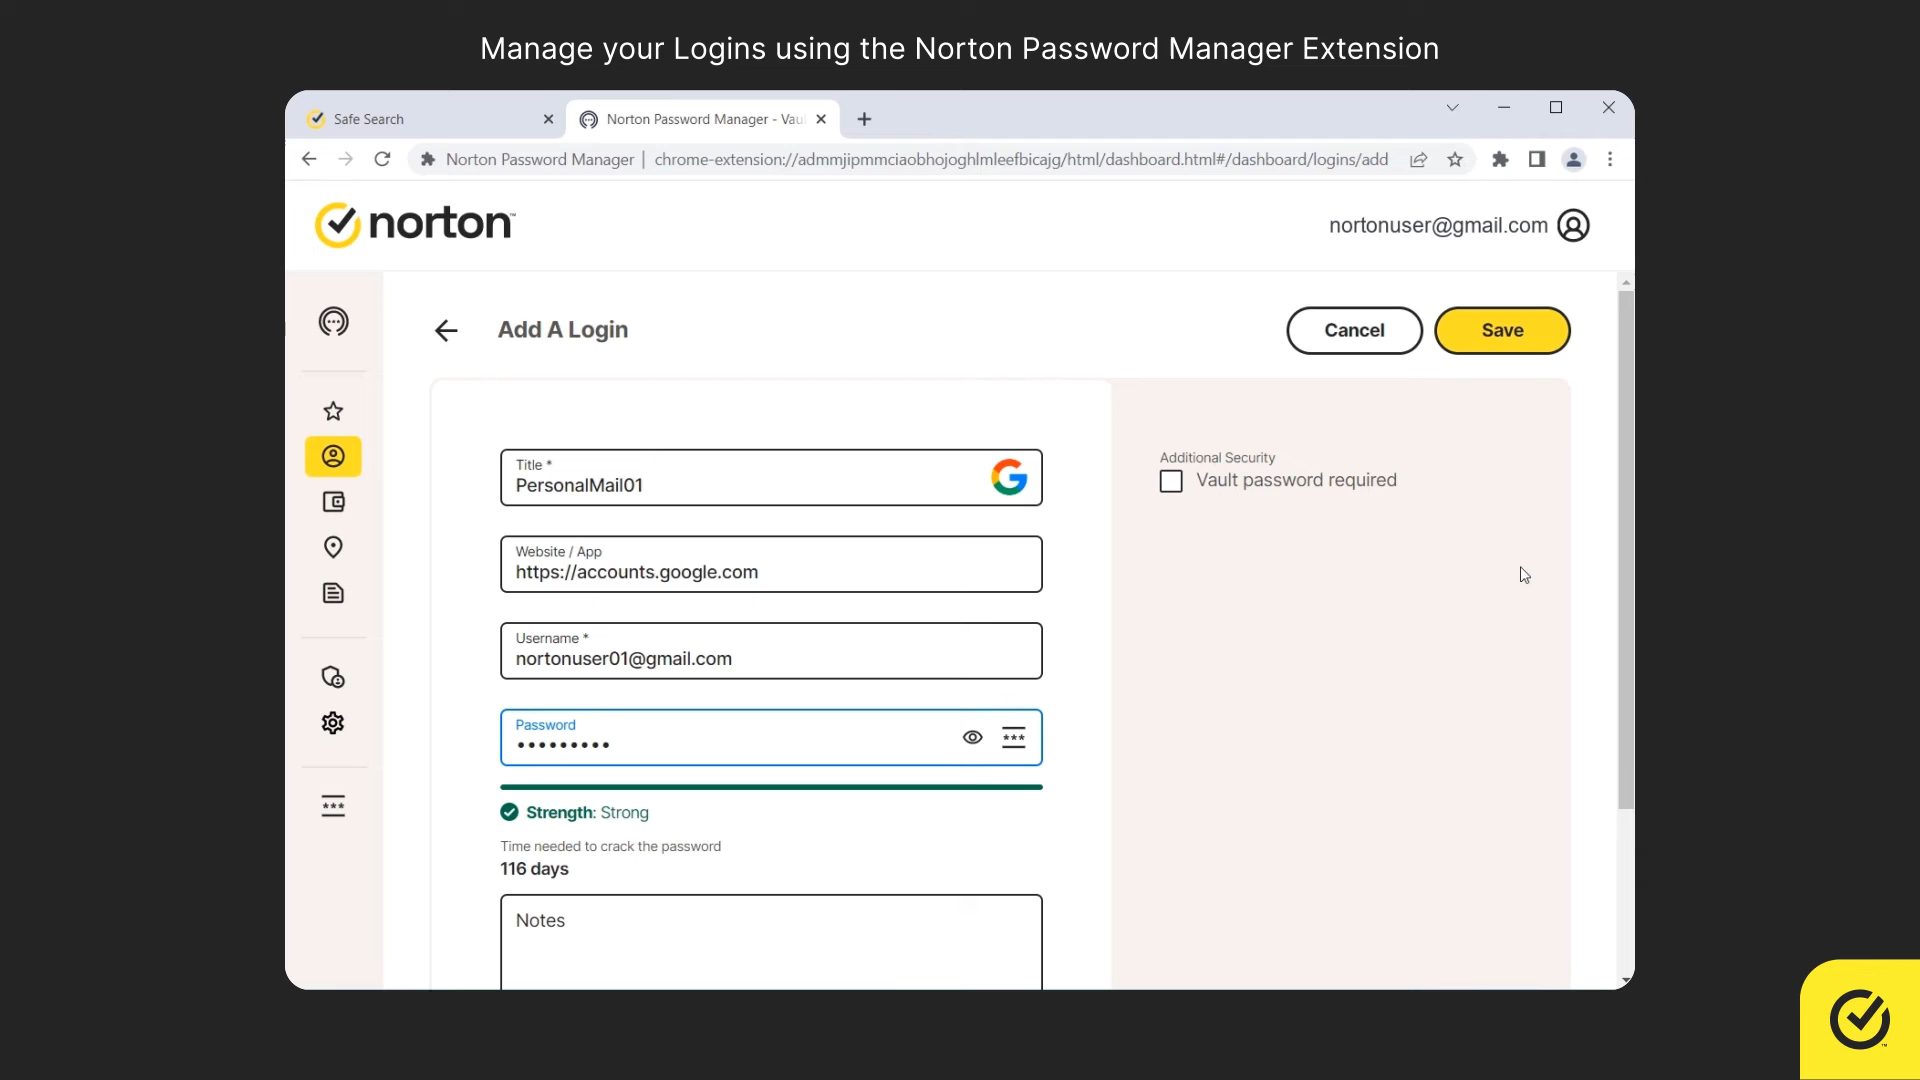 Manage your Logins using the Norton Password Manager Extension
Safe Search
Norton Password Manager - Vau
Norton Password Manager | chrome-extension://admmjipmmciaobhojoghlmleefbicajg/html/dashboard.html#/dashboard/logins/add
norton™
nortonuser@gmail.com
Add A Login
Cancel
Save
Title *
PersonalMail01
Website / App
https://accounts.google.com
Username *
nortonuser01@gmail.com
Password
•••••••••
Strength: Strong
Time needed to crack the password
116 days
Notes
Additional Security
Vault password required